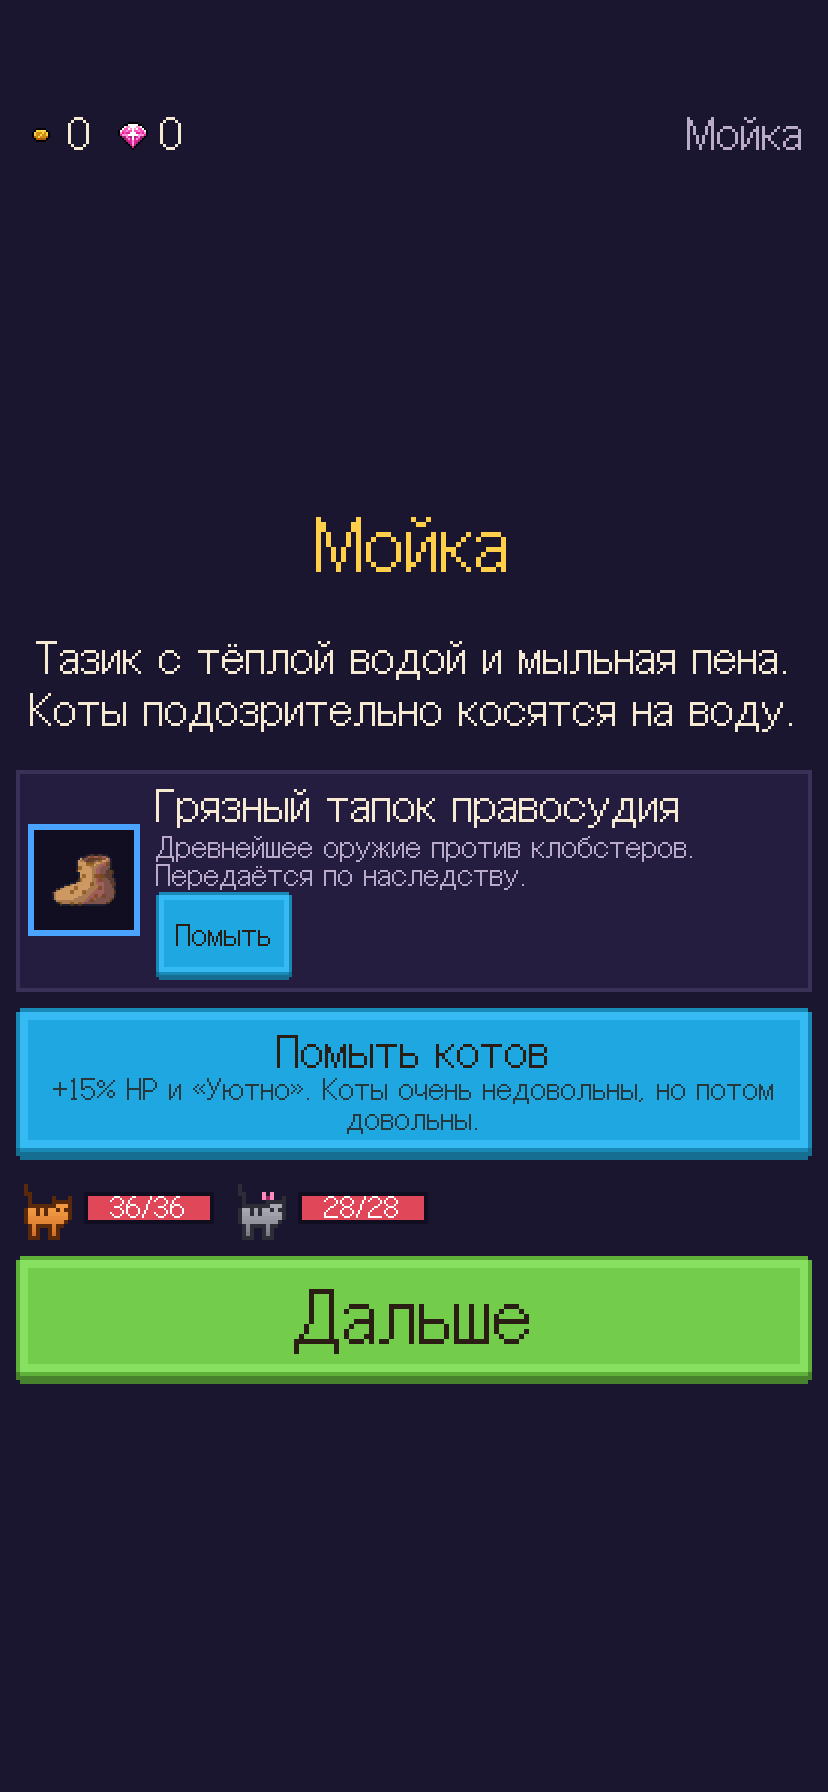 0 0 Мойка
Мойка
Тазик с тёплой водой и мыльная пена.
Коты подозрительно косятся на воду.
Грязный тапок правосудия
Древнейшее оружие против клобстеров.
Передаётся по наследству.
Помыть
Помыть котов
+15% HP и «Уютно». Коты очень недовольны, но потом
довольны.
36/36 28/28
Дальше